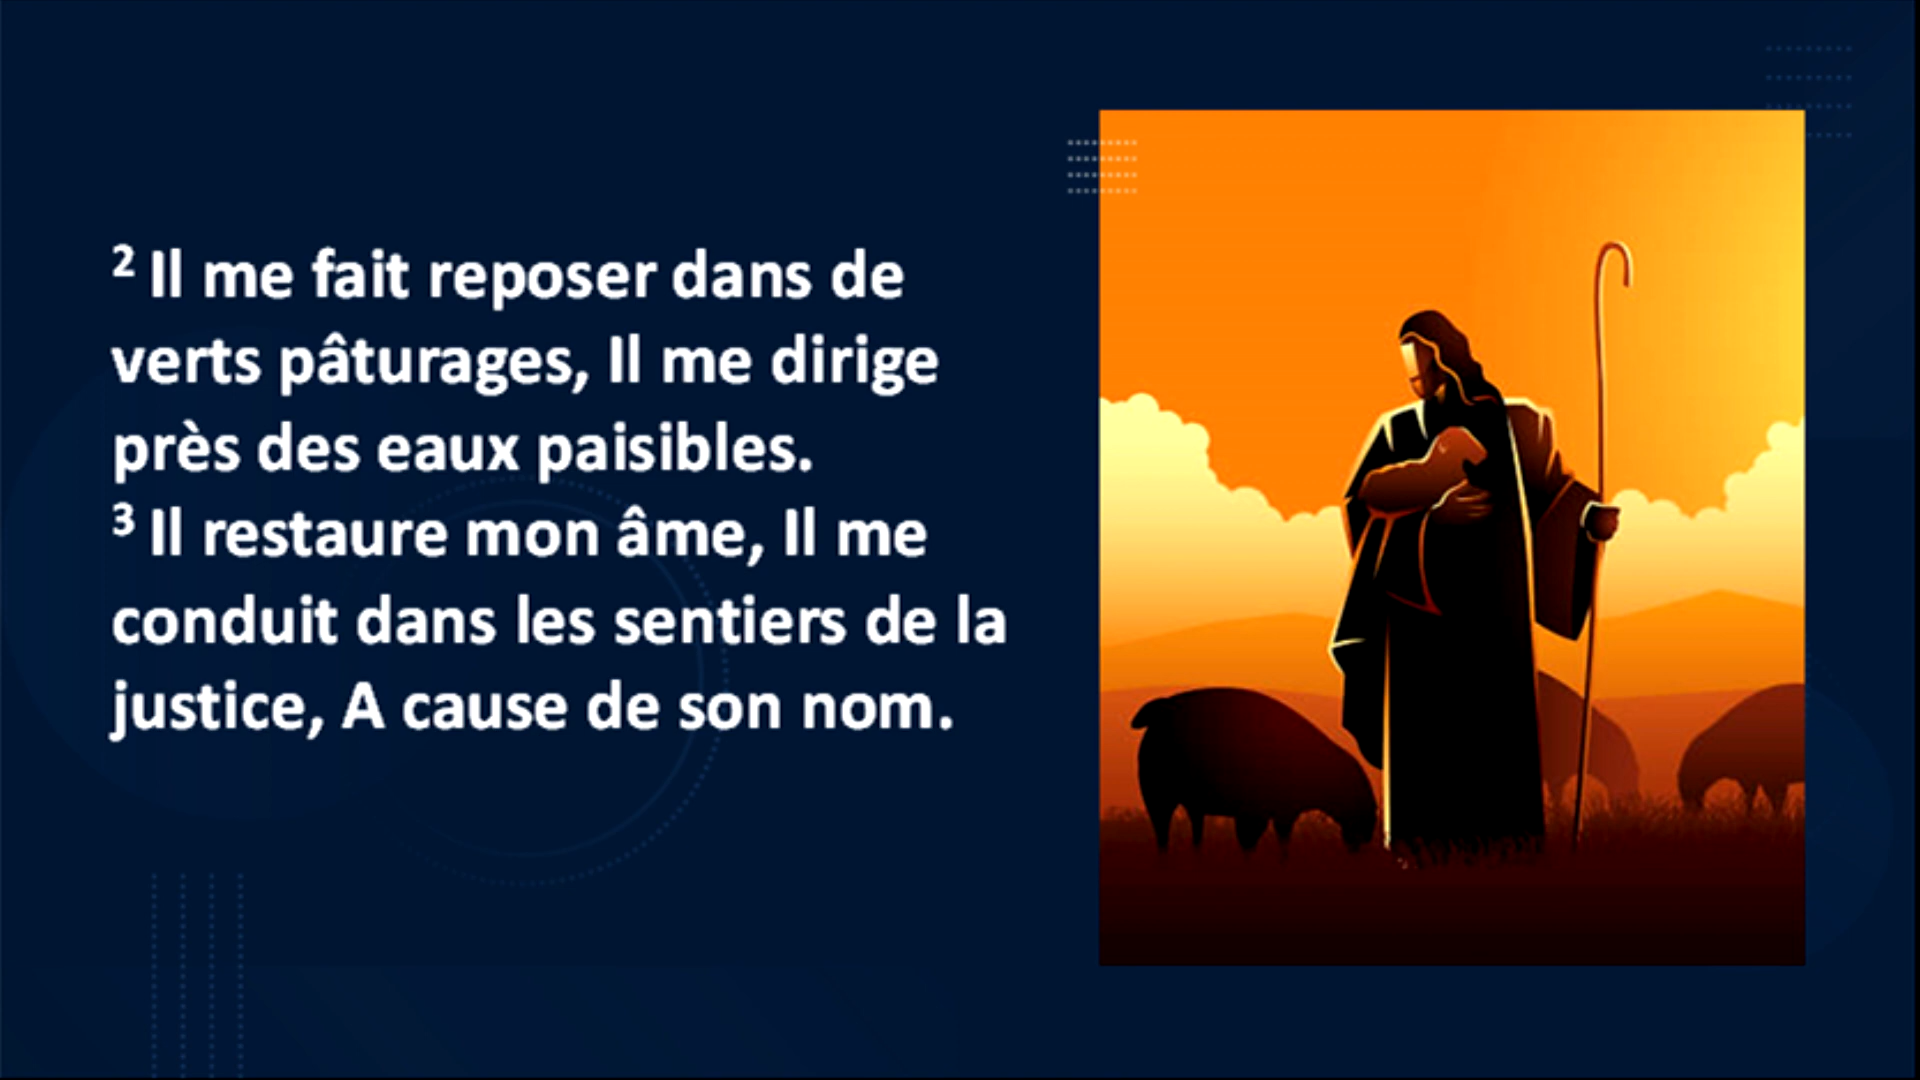 ² Il me fait reposer dans de
verts pâturages, Il me dirige
près des eaux paisibles.
³ Il restaure mon âme, Il me
conduit dans les sentiers de la
justice, A cause de son nom.